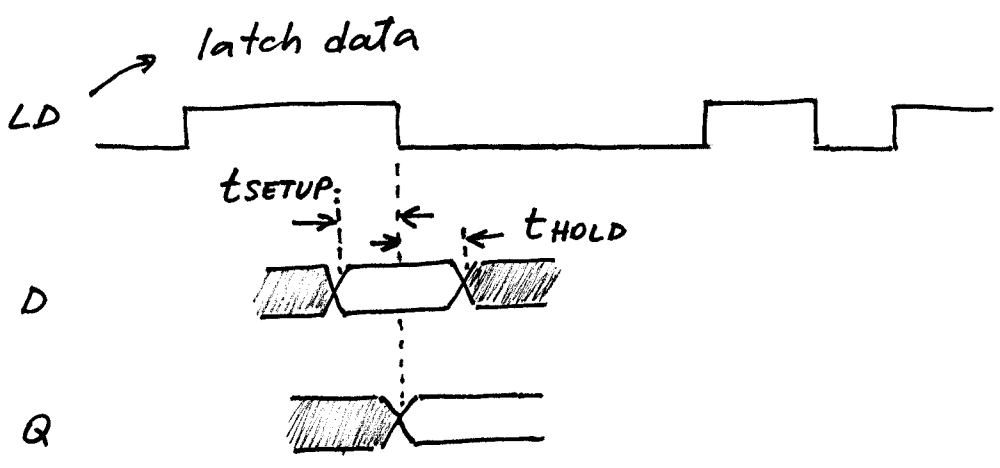 latch data
LD
tSETUP
tHOLD
D
Q